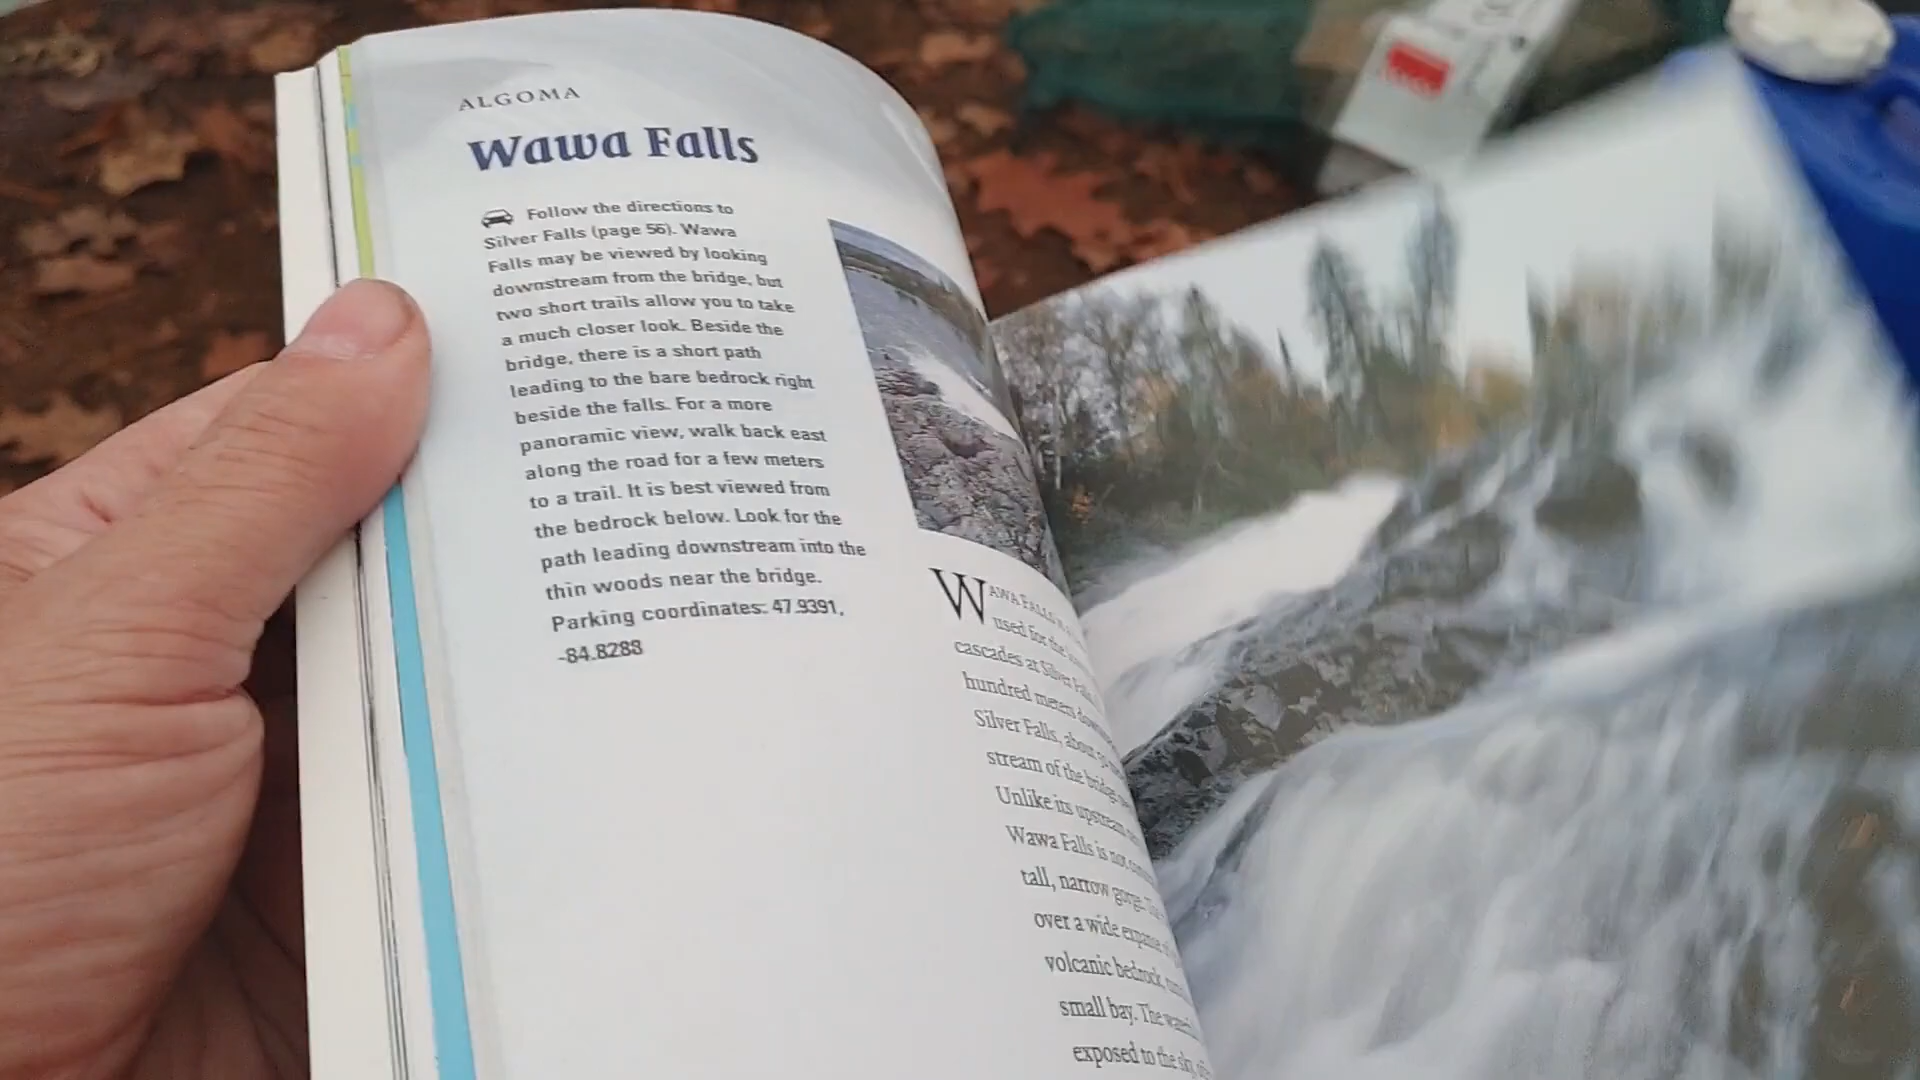 ALGOMA
Wawa Falls
Follow the directions to
Silver Falls (page 56). Wawa
Falls may be viewed by looking
downstream from the bridge, but
two short trails allow you to take
a much closer look. Beside the
bridge, there is a short path
leading to the bare bedrock right
beside the falls. For a more
panoramic view, walk back east
along the road for a few meters
to a trail. It is best viewed from
the bedrock below. Look for the
path leading downstream into the
thin woods near the bridge.
Parking coordinates: 47.9391,
-84.8288
WAWA FALLS
used for the
cascades at Silver Falls
hundred meters
Silver Falls, about
stream of the bridge
Unlike its upstream
Wawa Falls is not
tall, narrow gorge.
over a wide expanse
volcanic bedrock,
small bay. The
exposed to the sky,